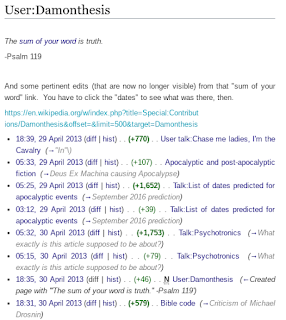 User:Damonthesis
The sum of your word is truth.
-Psalm 119
And some pertinent edits (that are now no longer visible) from that "sum of your
word" link. You have to click the "dates" to see what was there, then.
https://en.wikipedia.org/w/index.php?title=Special:Contribut
ions/Damonthesis&offset=&limit=500&target=Damonthesis
• 18:39, 29 April 2013 (diff | hist) . . (+770) . . User talk:Chase me ladies, I'm the
Cavalry (→"In"\)
• 05:33, 29 April 2013 (diff | hist) . . (+107) . . Apocalyptic and post-apocalyptic
fiction (→Deus Ex Machina causing Apocalypse)
• 05:25, 29 April 2013 (diff | hist) . . (+1,652) . . Talk:List of dates predicted for
apocalyptic events (→September 2016 prediction)
• 03:12, 29 April 2013 (diff | hist) . . (+39) . . Talk:List of dates predicted for
apocalyptic events (→September 2016 prediction)
• 05:32, 30 April 2013 (diff | hist) . . (+1,753) . . Talk:Psychotronics (→What
exactly is this article supposed to be about?)
• 05:15, 30 April 2013 (diff | hist) . . (+79) . . Talk:Psychotronics (→What
exactly is this article supposed to be about?)
• 18:35, 30 April 2013 (diff | hist) . . (+46) . . N User:Damonthesis (←Created
page with '"The sum of your word is truth." -Psalm 119')
• 18:31, 30 April 2013 (diff | hist) . . (+579) . . Bible code (→Criticism of Michael
Drosnin)